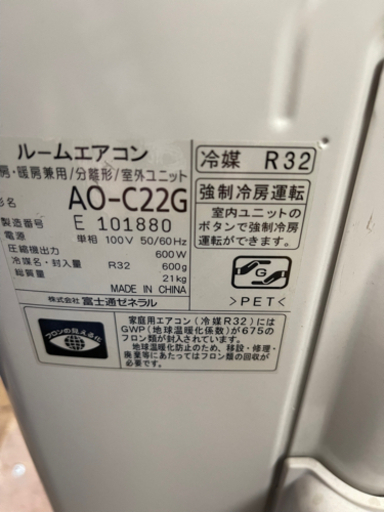 ルームエアコン
房・暖房兼用/分離形/室外ユニット
形名 AO-C22G
製造番号 E 101880
電源 単相 100V 50/60Hz
圧縮機出力 600W
冷媒名・封入量 R32 600g
総質量 21kg
MADE IN CHINA
株式会社 富士通ゼネラル
冷媒 R32
強制冷房運転
室内ユニットの
ボタンで強制冷房
運転ができます。
G
>PET<
フロンの見える化
家庭用エアコン(冷媒R32)には
GWP(地球温暖化係数)が675の
フロン類が封入されています。
地球温暖化防止のため、移設・修理・
廃棄等にあたってはフロン類の回収が
必要です。